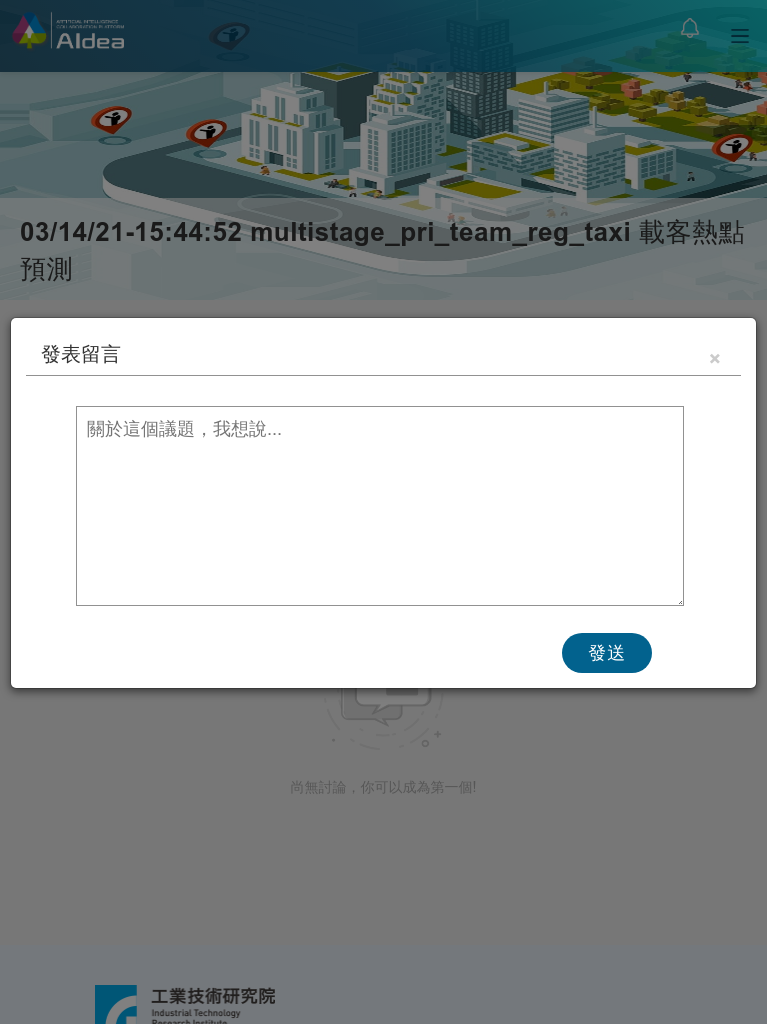 ARTIFICIAL INTELLIGENCE
COLLABORATION PLATFORM
AIdea
03/14/21-15:44:52 multistage_pri_team_reg_taxi 載客熱點
預測
發表留言
×
關於這個議題，我想說...
發送
尚無討論，你可以成為第一個!
工業技術研究院
Industrial Technology
Research Institute